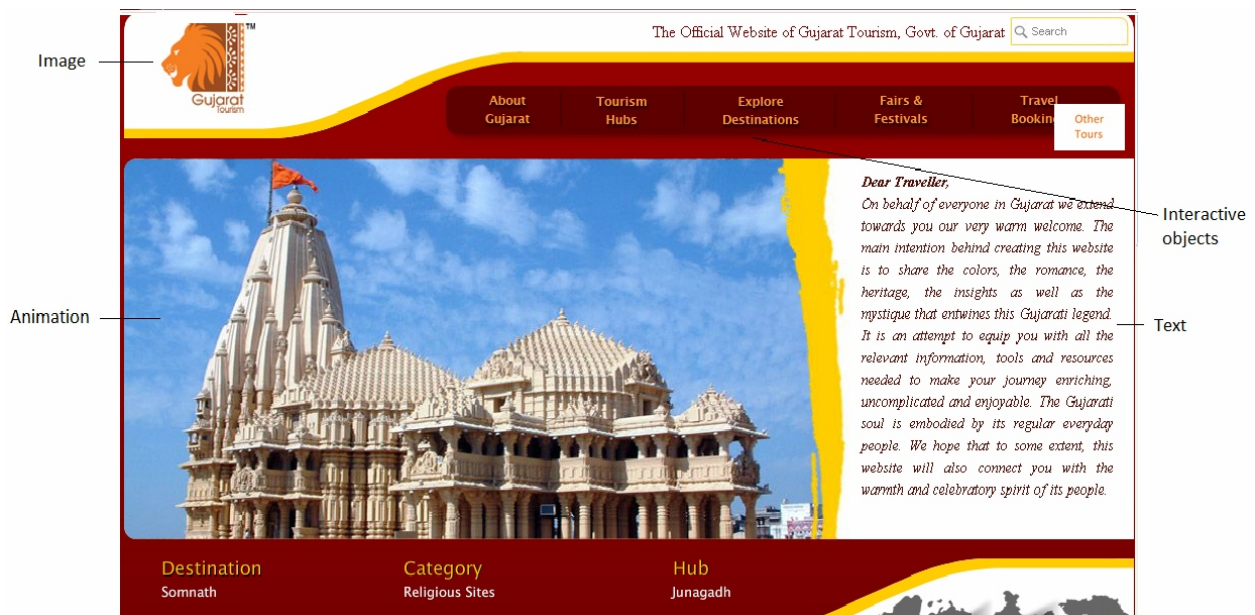 The Official Website of Gujarat Tourism, Govt. of Gujarat
Search
Image
TM
Gujarat
Tourism
About
Gujarat
Tourism
Hubs
Explore
Destinations
Fairs &
Festivals
Travel
Bookin
Other
Tours
Dear Traveller,
On behalf of everyone in Gujarat we extend
towards you our very warm welcome. The
main intention behind creating this website
is to share the colors, the romance, the
heritage, the insights as well as the
mystique that entwines this Gujarati legend.
It is an attempt to equip you with all the
relevant information, tools and resources
needed to make your journey enriching,
uncomplicated and enjoyable. The Gujarati
soul is embodied by its regular everyday
people. We hope that to some extent, this
website will also connect you with the
warmth and celebratory spirit of its people.
Interactive
objects
Animation
Text
Destination
Somnath
Category
Religious Sites
Hub
Junagadh